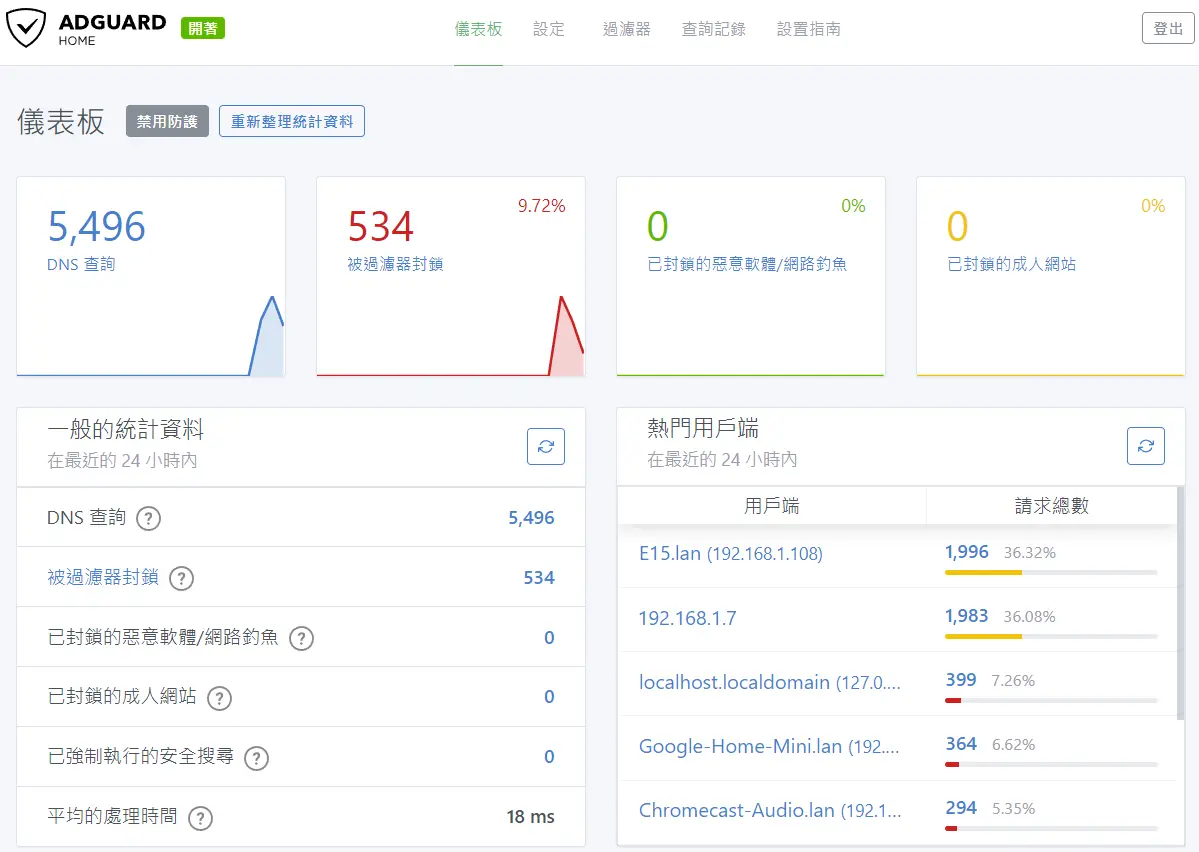 ADGUARD
HOME
開著
儀表板 設定 過濾器 查詢記錄 設置指南
登出
儀表板
禁用防護
重新整理統計資料
5,496
DNS 查詢
9.72%
534
被過濾器封鎖
0%
0
已封鎖的惡意軟體/網路釣魚
0%
0
已封鎖的成人網站
一般的統計資料
在最近的 24 小時內
DNS 查詢 ? 5,496
被過濾器封鎖 ? 534
已封鎖的惡意軟體/網路釣魚 ? 0
已封鎖的成人網站 ? 0
已強制執行的安全搜尋 ? 0
平均的處理時間 ? 18 ms
熱門用戶端
在最近的 24 小時內
用戶端 請求總數
E15.lan (192.168.1.108) 1,996 36.32%
192.168.1.7 1,983 36.08%
localhost.localdomain (127.0.... 399 7.26%
Google-Home-Mini.lan (192.... 364 6.62%
Chromecast-Audio.lan (192.1... 294 5.35%